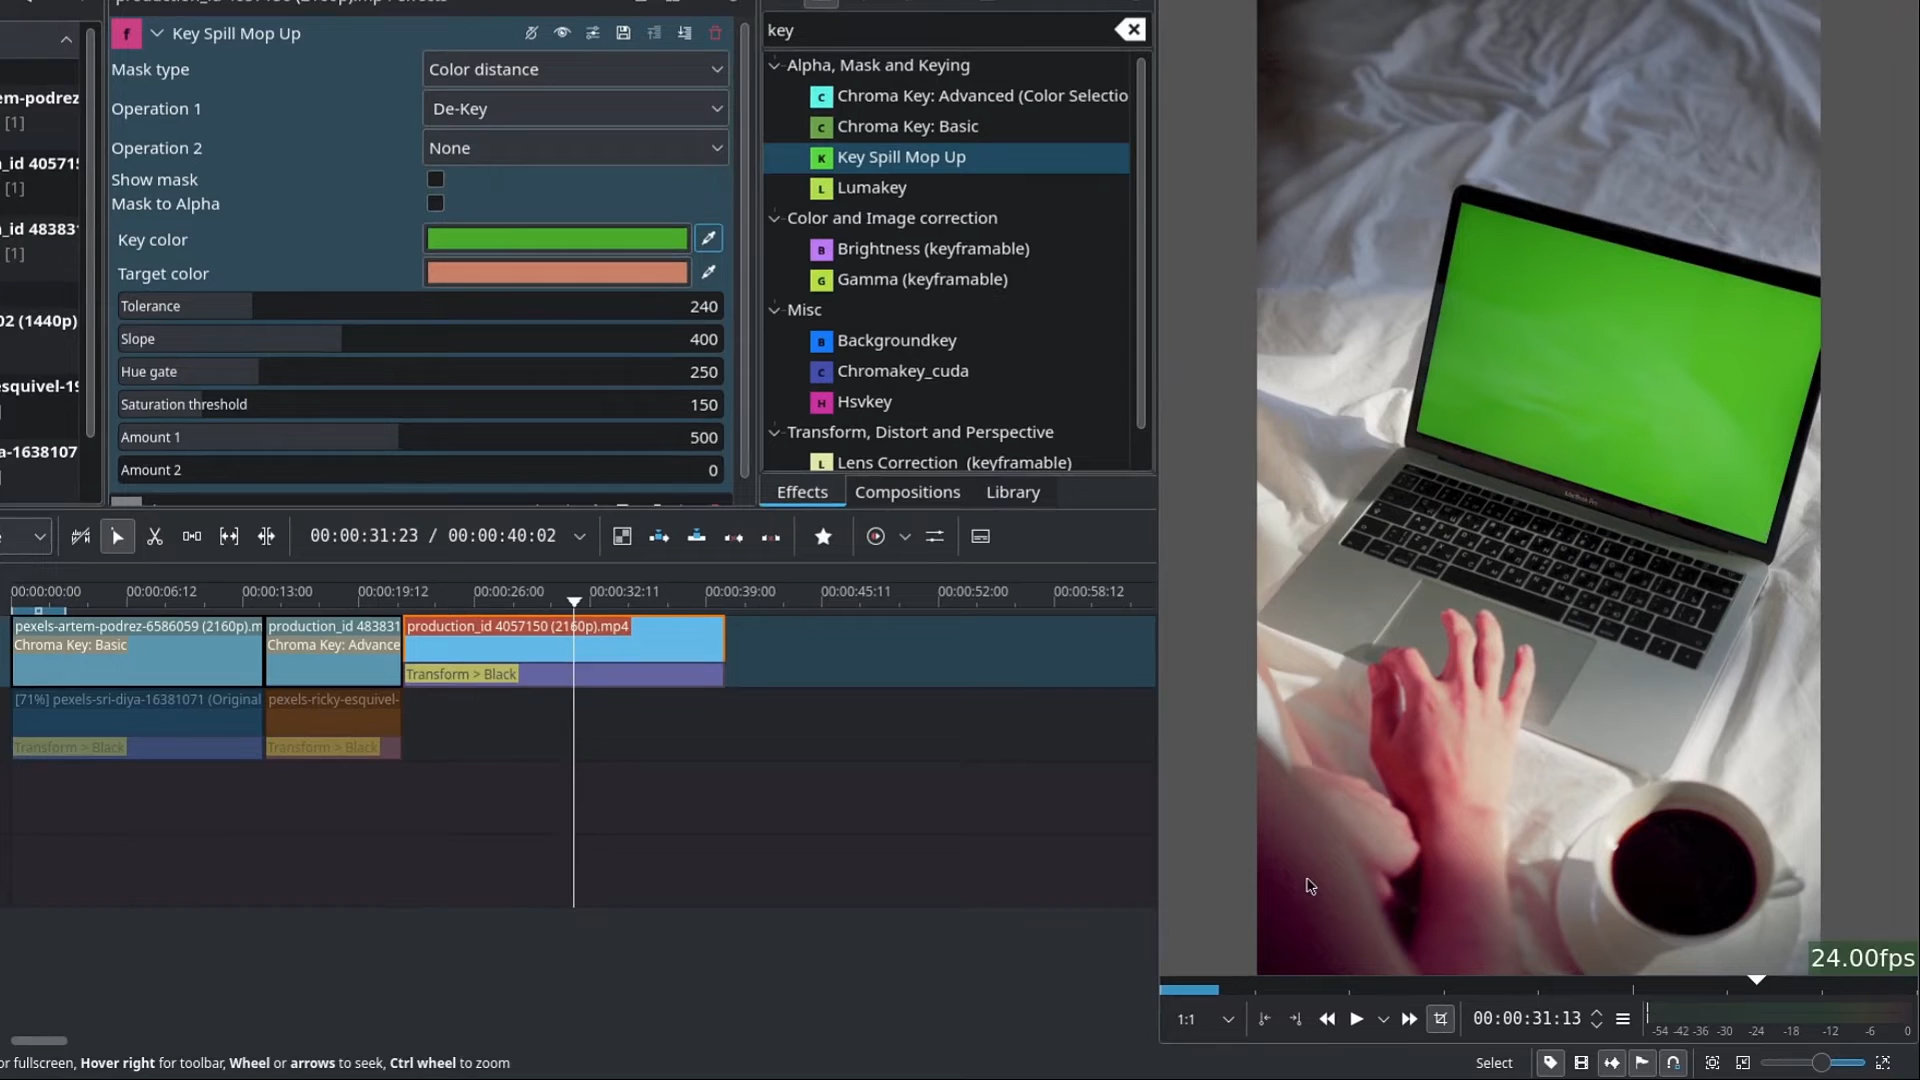 Key Spill Mop Up
Mask type
Color distance
Operation 1
De-Key
Operation 2
None
Show mask
Mask to Alpha
Key color
Target color
Tolerance
240
Slope
400
Hue gate
250
Saturation threshold
150
Amount 1
500
Amount 2
0
em-podrez
[1]
_id 40571
[1]
_id 48383
[1]
02 (1440p)
esquivel-19
a-1638107
key
Alpha, Mask and Keying
Chroma Key: Advanced (Color Selectio
Chroma Key: Basic
Key Spill Mop Up
Lumakey
Color and Image correction
Brightness (keyframable)
Gamma (keyframable)
Misc
Backgroundkey
Chromakey_cuda
Hsvkey
Transform, Distort and Perspective
Lens Correction (keyframable)
Effects
Compositions
Library
00:00:31:23 / 00:00:40:02
00:00:00:00
00:00:06:12
00:00:13:00
00:00:19:12
00:00:26:00
00:00:32:11
00:00:39:00
00:00:45:11
00:00:52:00
00:00:58:12
pexels-artem-podrez-6586059 (2160p).m
production_id 483831
production_id 4057150 (2160p).mp4
Chroma Key: Basic
Chroma Key: Advance
Transform > Black
[71%] pexels-sri-diya-16381071 (Original
pexels-ricky-esquivel-
Transform > Black
Transform > Black
MacBook Pro
24.00fps
1:1
00:00:31:13
-54 -42 -36 -30 -24 -18 -12 -6 0
or fullscreen, Hover right for toolbar, Wheel or arrows to seek, Ctrl wheel to zoom
Select